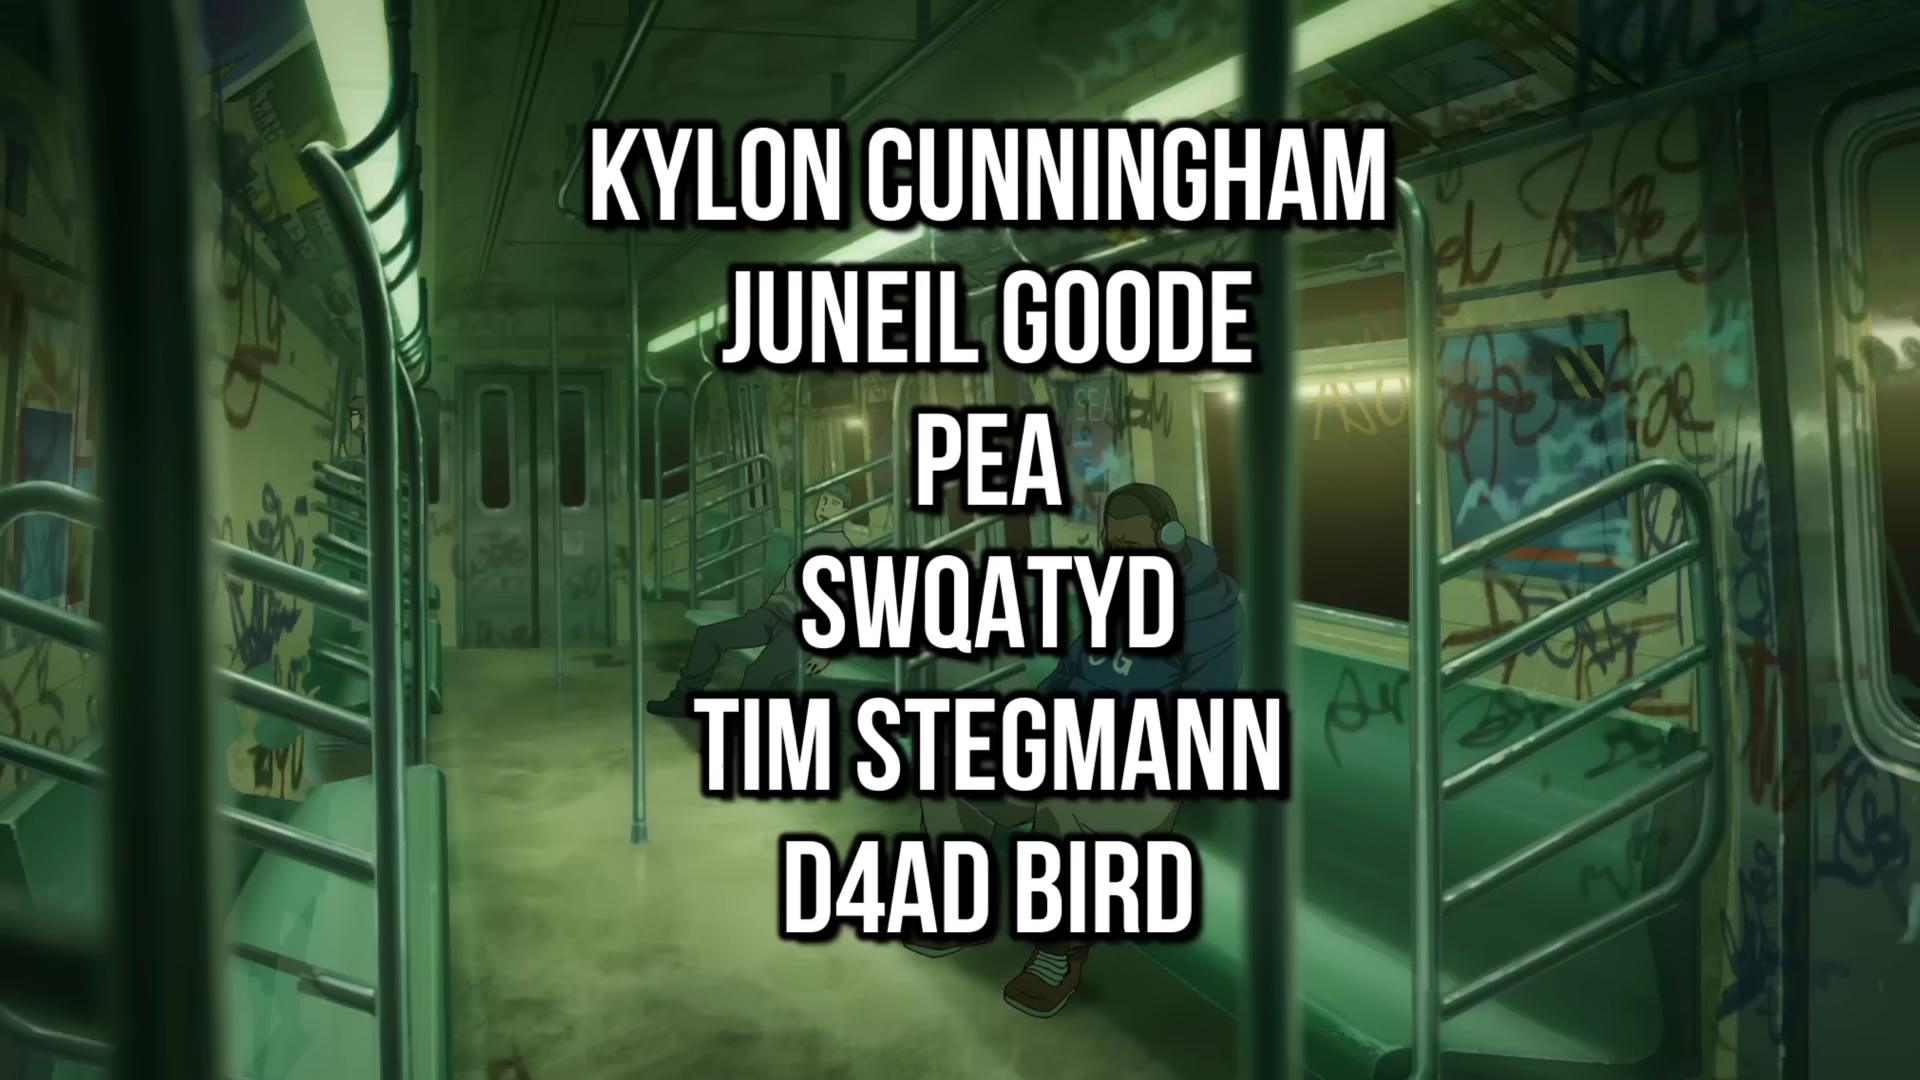 KYLON CUNNINGHAM
JUNEIL GOODE
PEA
SWQATYD
TIM STEGMANN
D4AD BIRD